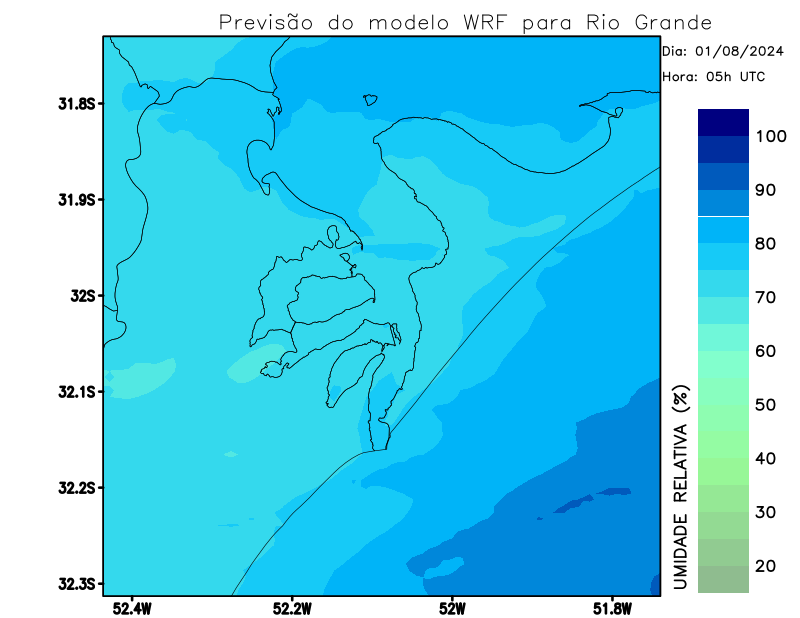 Previsão do modelo WRF para Rio Grande
Dia: 01/08/2024
Hora: 05h UTC
31.8S
31.9S
32S
32.1S
32.2S
32.3S
52.4W
52.2W
52W
51.8W
UMIDADE RELATIVA (%)
100
90
80
70
60
50
40
30
20